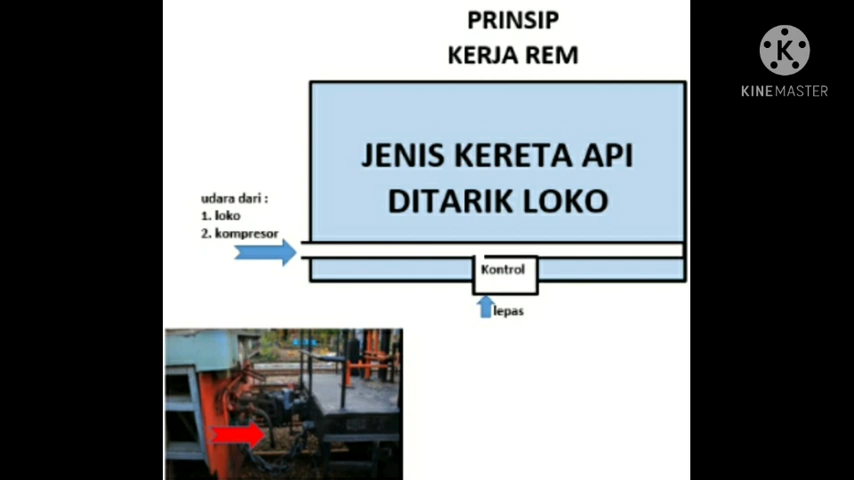 PRINSIP
KERJA REM
JENIS KERETA API
DITARIK LOKO
udara dari :
1. loko
2. kompresor
Kontrol
lepas
K
KINEMASTER